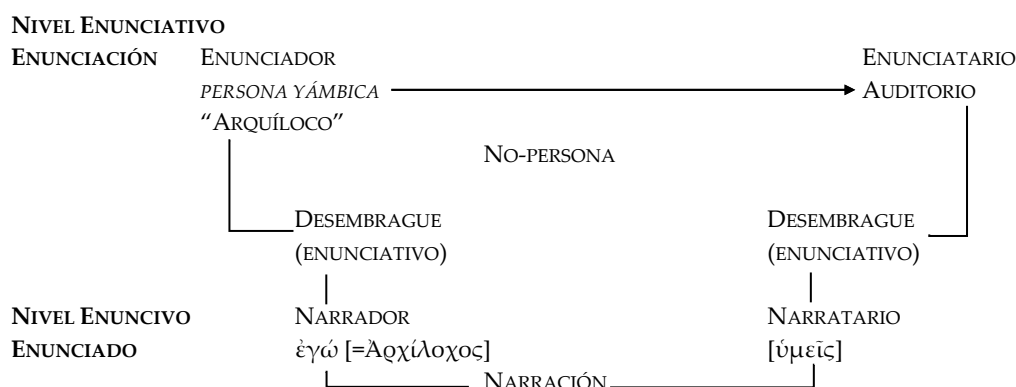 NIVEL ENUNCIATIVO
ENUNCIACIÓN ENUNCIADOR ENUNCIATARIO
PERSONA YÁMBICA AUDITORIO
“ARQUÍLOCO”
NO-PERSONA
DESEMBRAGUE DESEMBRAGUE
(ENUNCIATIVO) (ENUNCIATIVO)
NIVEL ENUNCIVO NARRADOR NARRATARIO
ENUNCIADO ἐγώ [=Ἀρχίλοχος] [ὑμεῖς]
NARRACIÓN